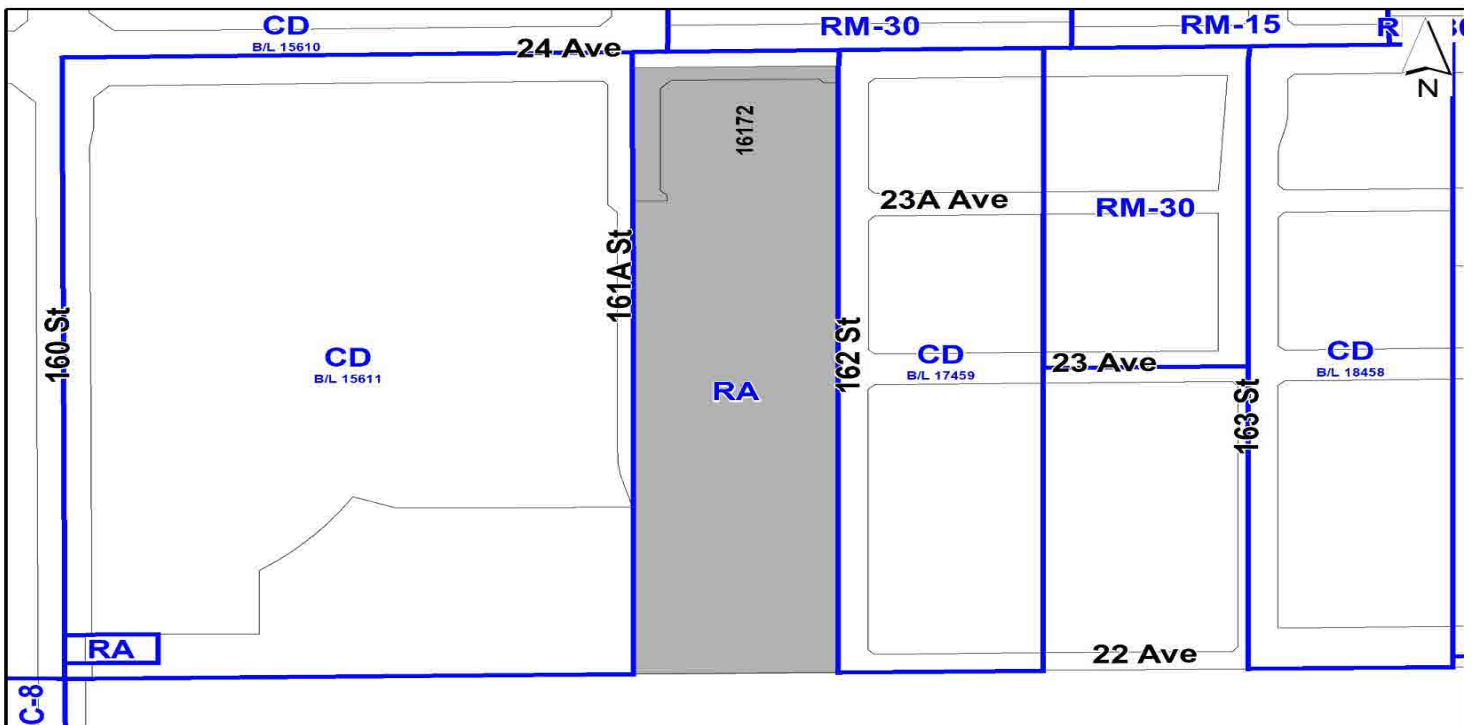 CD
B/L 15610
24 Ave
RM-30
RM-15
N
16172
23A Ave
RM-30
161A St
160 St
CD
B/L 15611
RA
162 St
CD
B/L 17459
23 Ave
163 St
CD
B/L 18458
RA
22 Ave
C-8